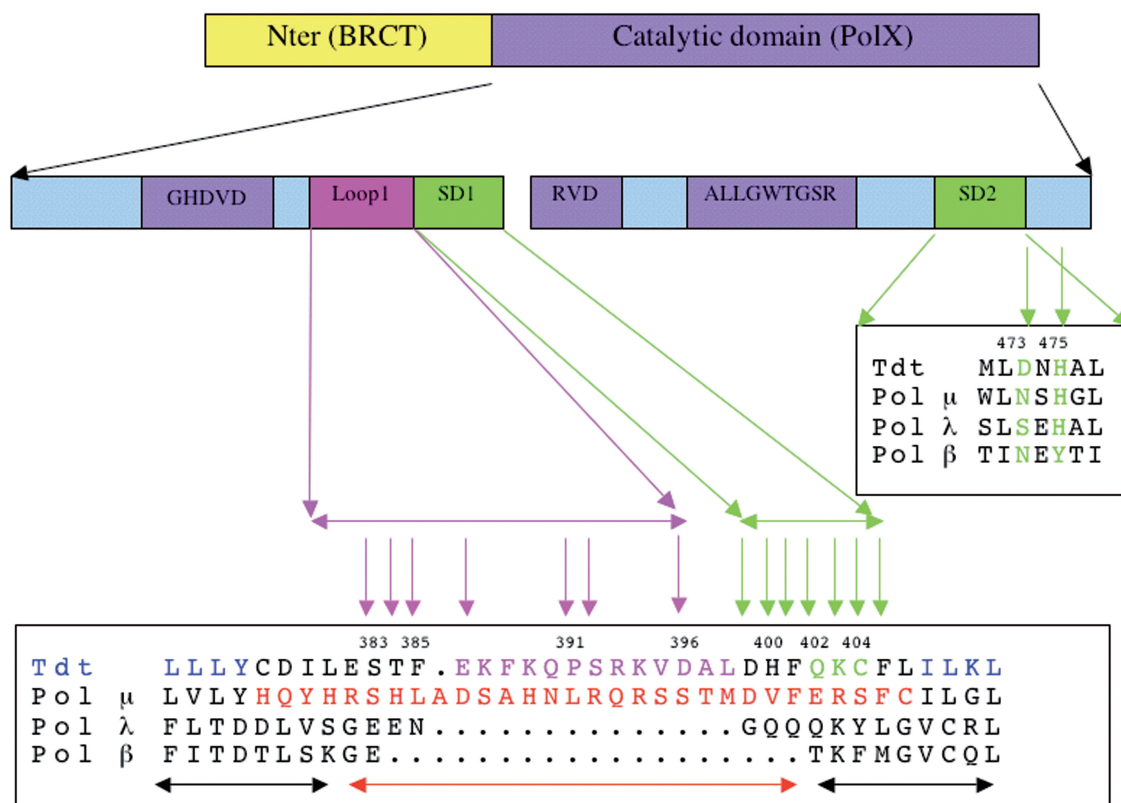 Nter (BRCT) Catalytic domain (PolX)
GHDVD Loop1 SD1 RVD ALLGWTGSR SD2
473 475
Tdt MLDNHAL
Pol μ WLNSHGL
Pol λ SLSEHAL
Pol β TINEYTI
383 385 391 396 400 402 404
Tdt LLLYCDILESTF.EKFKQPSRKVDALDHFQKCFLILKL
Pol μ LVLYHQYHRSHLADSAHNLRQRSSTMDVFERSFCILGL
Pol λ FLTDDLVSGEEN..............GQQQKYLGVCRL
Pol β FITDTLSKGE...................TKFMGVCQL